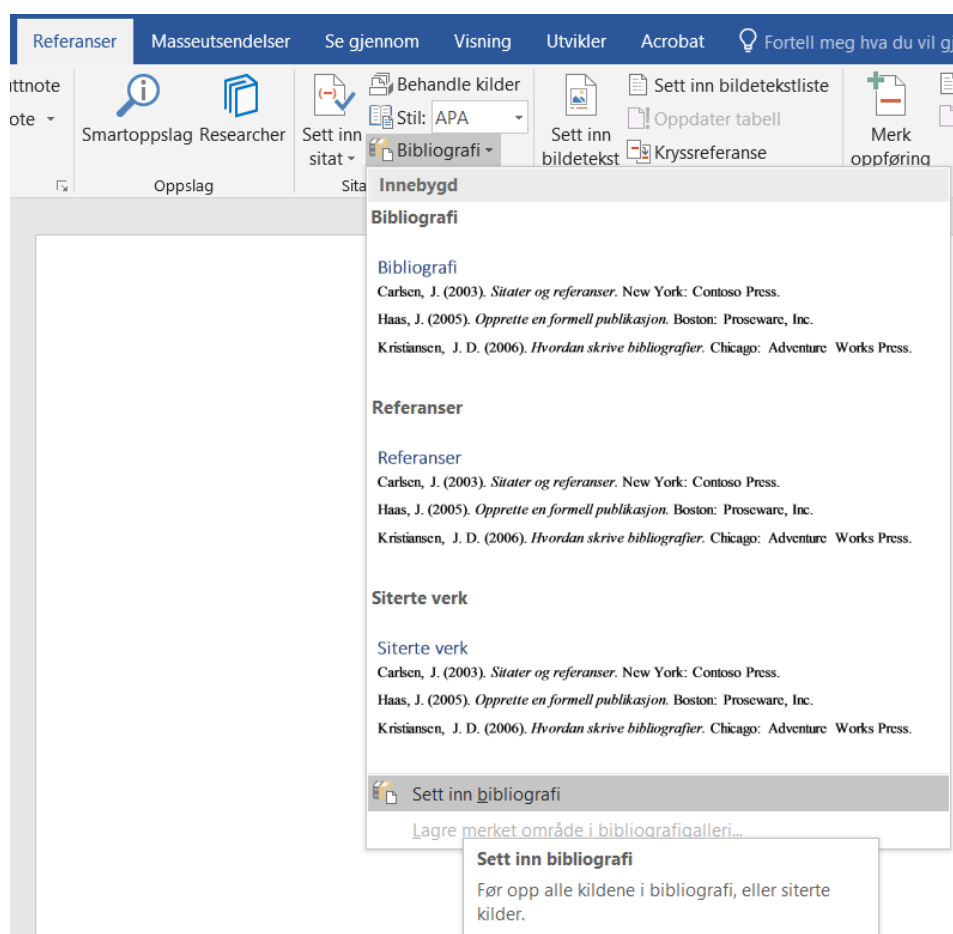 Referanser Masseutsendelser Se gjennom Visning Utvikler Acrobat Fortell meg hva du vil gj
ttnote
ote
Smartoppslag Researcher
Oppslag
Sett inn
sitat
Behandle kilder
Stil: APA
Bibliografi
Sita
Sett inn
bildetekst
Sett inn bildetekstliste
Oppdater tabell
Kryssreferanse
Merk
oppføring
Innebygd
Bibliografi
Bibliografi
Carlsen, J. (2003). Sitater og referanser. New York: Contoso Press.
Haas, J. (2005). Opprette en formell publikasjon. Boston: Proseware, Inc.
Kristiansen, J. D. (2006). Hvordan skrive bibliografier. Chicago: Adventure Works Press.
Referanser
Referanser
Carlsen, J. (2003). Sitater og referanser. New York: Contoso Press.
Haas, J. (2005). Opprette en formell publikasjon. Boston: Proseware, Inc.
Kristiansen, J. D. (2006). Hvordan skrive bibliografier. Chicago: Adventure Works Press.
Siterte verk
Siterte verk
Carlsen, J. (2003). Sitater og referanser. New York: Contoso Press.
Haas, J. (2005). Opprette en formell publikasjon. Boston: Proseware, Inc.
Kristiansen, J. D. (2006). Hvordan skrive bibliografier. Chicago: Adventure Works Press.
Sett inn bibliografi
Lagre merket område i bibliografigalleri...
Sett inn bibliografi
Før opp alle kildene i bibliografi, eller siterte
kilder.